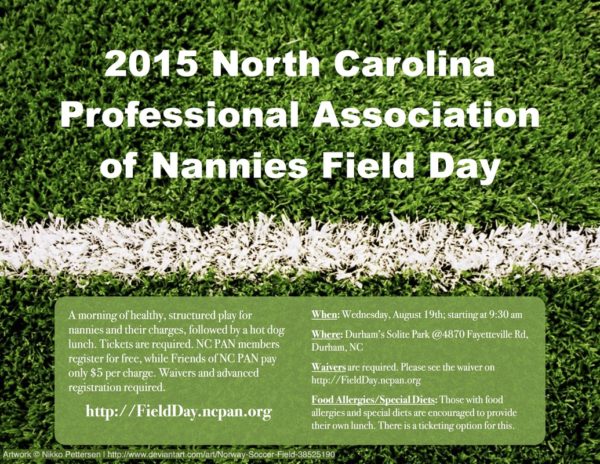 2015 North Carolina
Professional Association
of Nannies Field Day
A morning of healthy, structured play for
nannies and their charges, followed by a hot dog
lunch. Tickets are required. NC PAN members
register for free, while Friends of NC PAN pay
only $5 per charge. Waivers and advanced
registration required.
http://FieldDay.ncpan.org
When: Wednesday, August 19th; starting at 9:30 am
Where: Durham's Solite Park @4870 Fayetteville Rd,
Durham, NC
Waivers are required. Please see the waiver on
http://FieldDay.ncpan.org
Food Allergies/Special Diets: Those with food
allergies and special diets are encouraged to provide
their own lunch. There is a ticketing option for this.
Artwork © Nikko Pettersen | http://www.deviantart.com/art/Norway-Soccer-Field-38525190